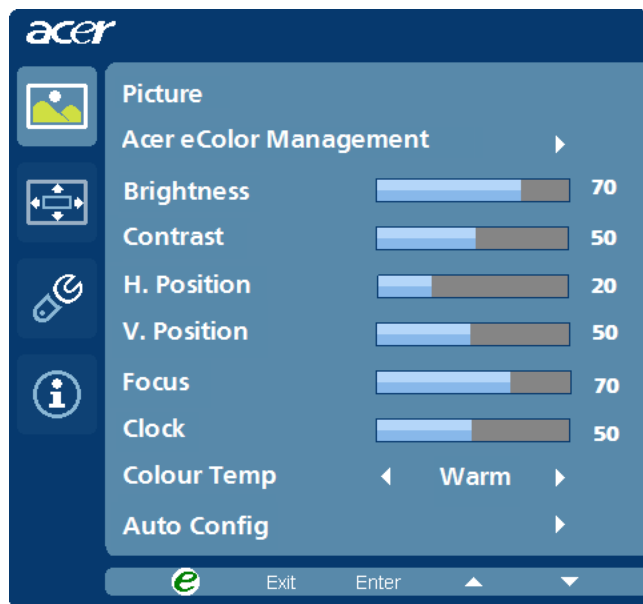 acer
Picture
Acer eColor Management
Brightness 70
Contrast 50
H. Position 20
V. Position 50
Focus 70
Clock 50
Colour Temp Warm
Auto Config
e Exit Enter